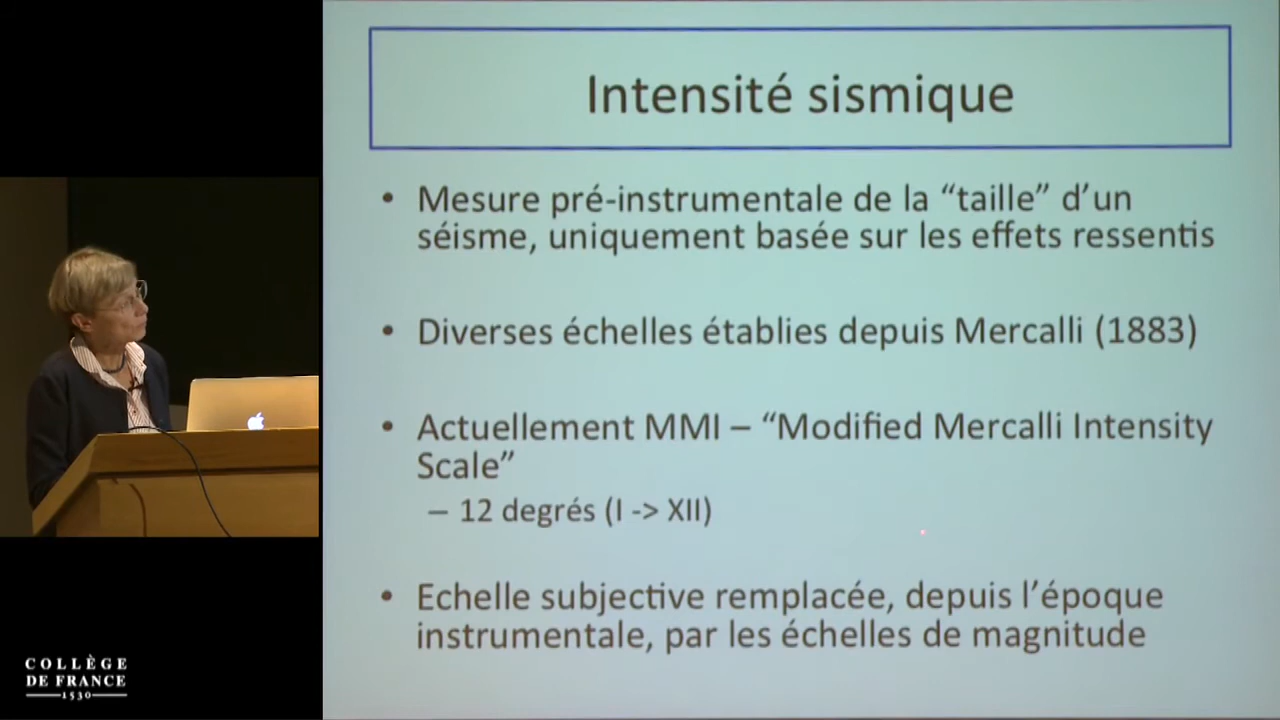 Intensité sismique
• Mesure pré-instrumentale de la “taille” d’un
séisme, uniquement basée sur les effets ressentis
• Diverses échelles établies depuis Mercalli (1883)
• Actuellement MMI – “Modified Mercalli Intensity
Scale”
– 12 degrés (I -> XII)
• Echelle subjective remplacée, depuis l’époque
instrumentale, par les échelles de magnitude
COLLÈGE
DE FRANCE
1530